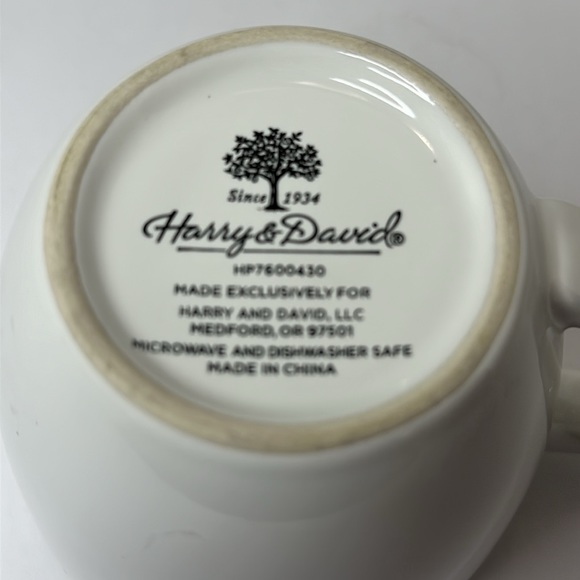 Since 1934
Harry & David®
HP7600430
MADE EXCLUSIVELY FOR
HARRY AND DAVID, LLC
MEDFORD, OR 97501
MICROWAVE AND DISHWASHER SAFE
MADE IN CHINA